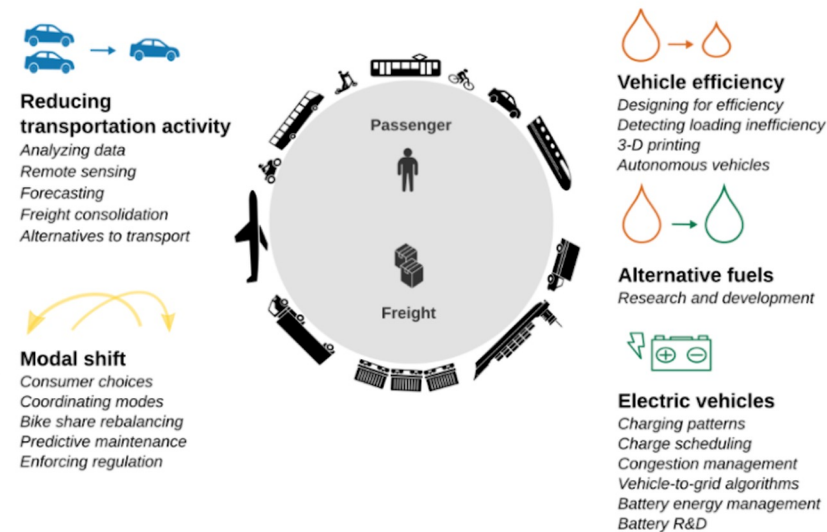 Reducing
transportation activity
Analyzing data
Remote sensing
Forecasting
Freight consolidation
Alternatives to transport
Modal shift
Consumer choices
Coordinating modes
Bike share rebalancing
Predictive maintenance
Enforcing regulation
Passenger
Freight
Vehicle efficiency
Designing for efficiency
Detecting loading inefficiency
3-D printing
Autonomous vehicles
Alternative fuels
Research and development
Electric vehicles
Charging patterns
Charge scheduling
Congestion management
Vehicle-to-grid algorithms
Battery energy management
Battery R&D